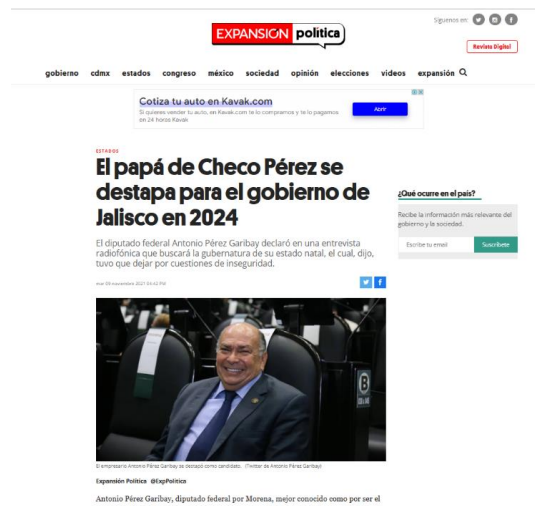 Síguenos en:
EXPANSIÓN política
Revista Digital
gobierno cdmx estados congreso méxico sociedad opinión elecciones videos expansión
Cotiza tu auto en Kavak.com
Si quieres vender tu auto, en Kavak.com te lo compramos y te lo pagamos
en 24 horas Kavak
Abrir
ESTADOS
El papá de Checo Pérez se
destapa para el gobierno de
Jalisco en 2024
El diputado federal Antonio Pérez Garibay declaró en una entrevista
radiofónica que buscará la gubernatura de su estado natal, el cual, dijo,
tuvo que dejar por cuestiones de inseguridad.
¿Qué ocurre en el país?
Recibe la información más relevante del
gobierno y la sociedad.
Escribe tu email
Suscríbete
B
El empresario Antonio Pérez Garibay se destapó como candidato. (Twitter de Antonio Pérez Garibay)
Expansión Política @ExpPolitica
Antonio Pérez Garibay, diputado federal por Morena, mejor conocido como por ser el